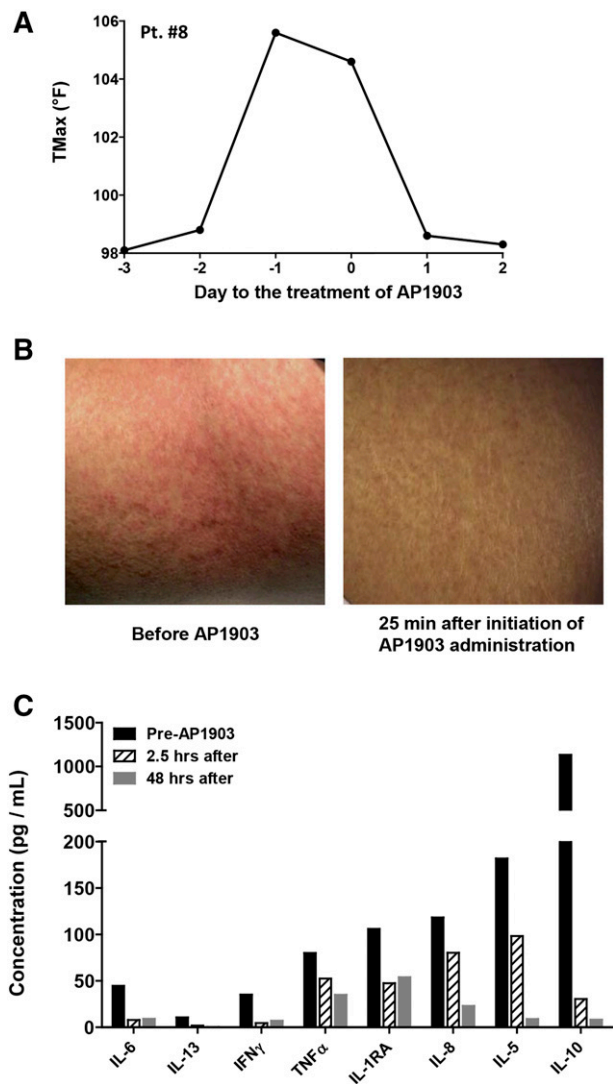 A
Pt. #8
106
104
102
100
98
TMax (°F)
-3 -2 -1 0 1 2
Day to the treatment of AP1903
B
Before AP1903
25 min after initiation of
AP1903 administration
C
Pre-AP1903
2.5 hrs after
48 hrs after
1500
1000
500
200
150
100
50
0
Concentration (pg / mL)
IL-6 IL-13 IFNγ TNFα IL-1RA IL-8 IL-5 IL-10